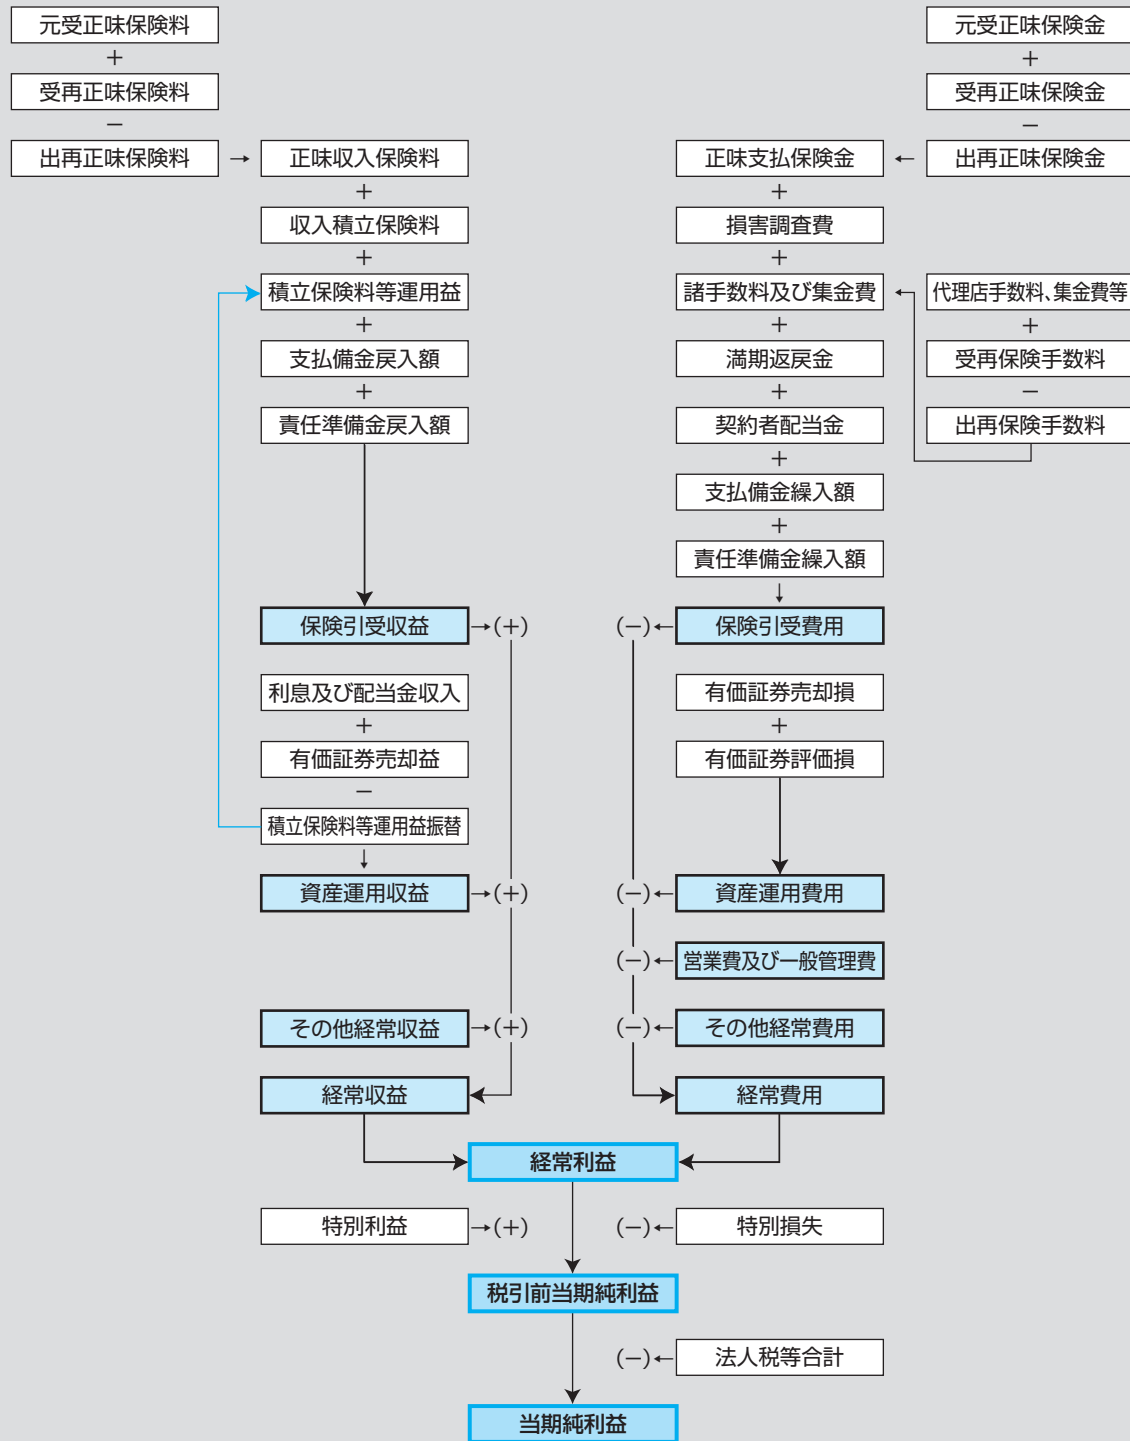 元受正味保険料
+
受再正味保険料
−
出再正味保険料
→
正味収入保険料
+
収入積立保険料
+
積立保険料等運用益
+
支払備金戻入額
+
責任準備金戻入額
保険引受収益
→(+)
利息及び配当金収入
+
有価証券売却益
−
積立保険料等運用益振替
↓
資産運用収益
→(+)
その他経常収益
→(+)
経常収益
元受正味保険金
+
受再正味保険金
−
出再正味保険金
←
正味支払保険金
+
損害調査費
+
諸手数料及び集金費
代理店手数料、集金費等
+
受再保険手数料
−
出再保険手数料
+
満期返戻金
+
契約者配当金
+
支払備金繰入額
+
責任準備金繰入額
↓
(−)←
保険引受費用
有価証券売却損
+
有価証券評価損
(−)←
資産運用費用
(−)←
営業費及び一般管理費
(−)←
その他経常費用
経常費用
経常利益
特別利益
→(+)
(−)←
特別損失
税引前当期純利益
(−)←
法人税等合計
当期純利益